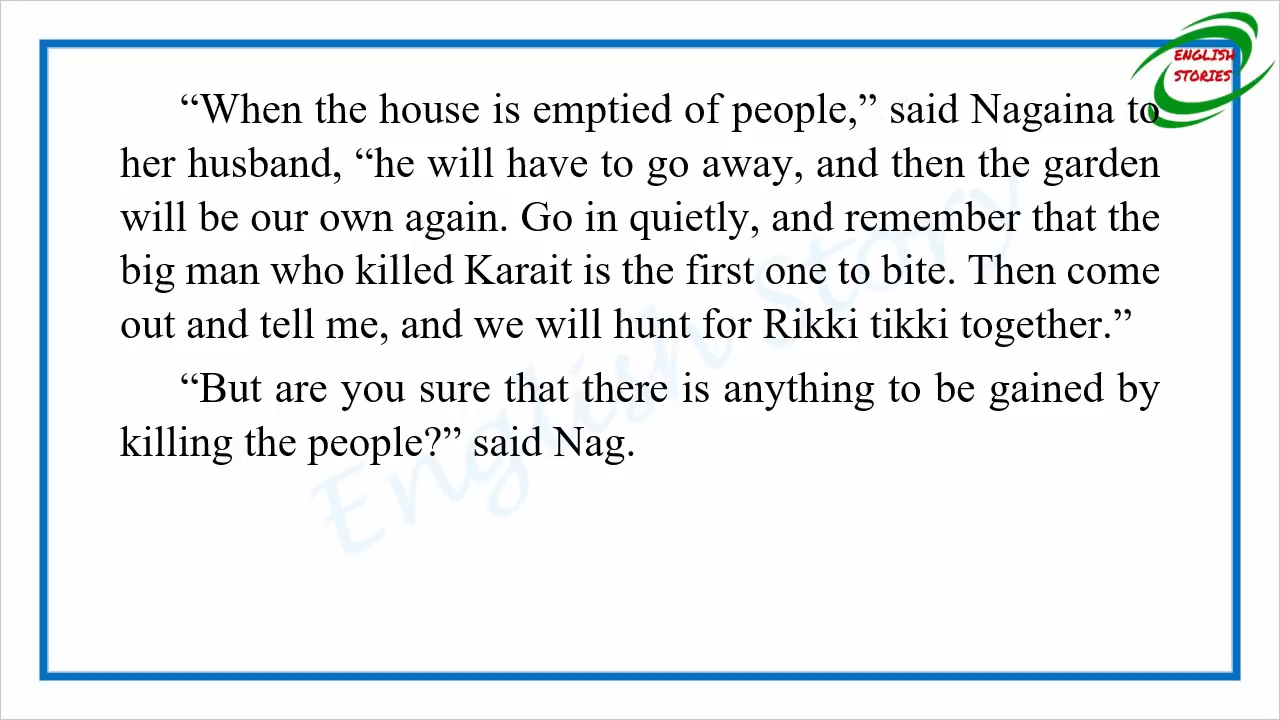 ENGLISH
STORIES
“When the house is emptied of people,” said Nagaina to
her husband, “he will have to go away, and then the garden
will be our own again. Go in quietly, and remember that the
big man who killed Karait is the first one to bite. Then come
out and tell me, and we will hunt for Rikki tikki together.”
“But are you sure that there is anything to be gained by
killing the people?” said Nag.
English Story